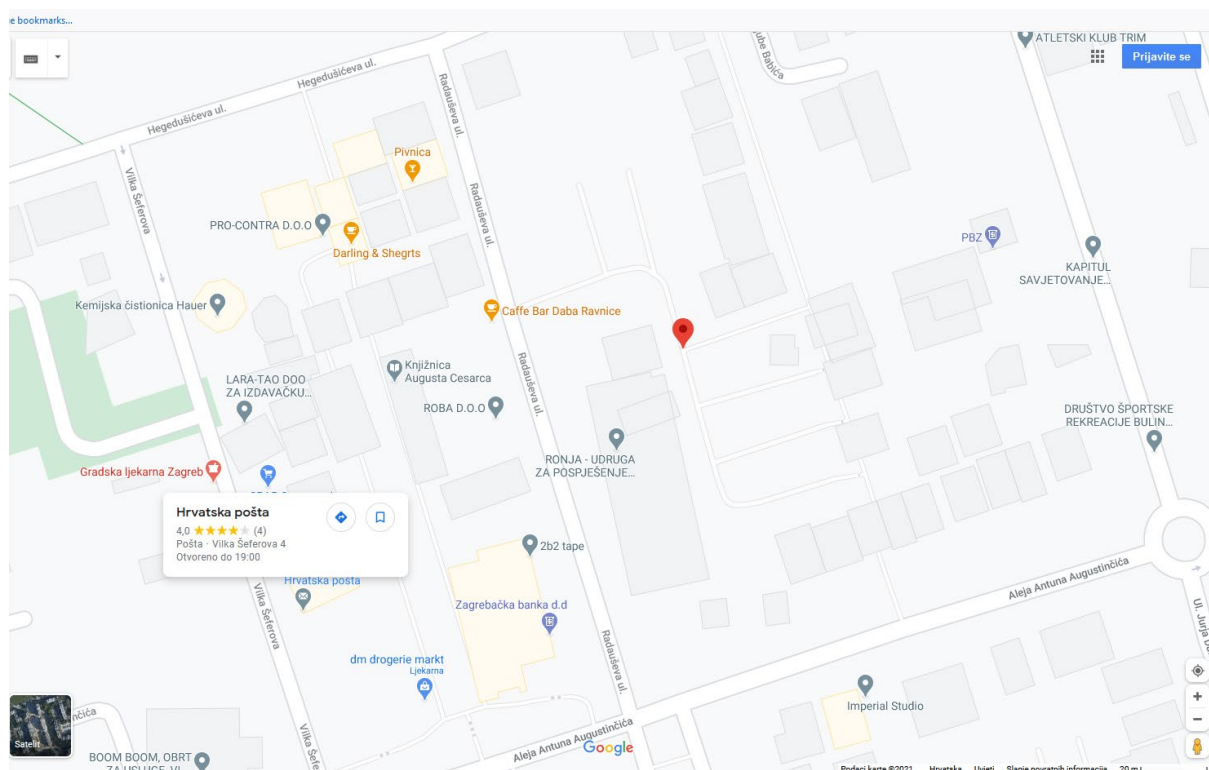 e bookmarks...
ATLETSKI KLUB TRIM
Prijavite se
Hegedušićeva ul.
Radauševa ul.
Hegedušićeva ul.
Vilka Šeferova
Pivnica
Radauševa ul.
PRO-CONTRA D.O.O
Darling & Shegrts
PBZ
KAPITUL
SAVJETOVANJE...
Kemijska čistionica Hauer
Caffe Bar Daba Ravnice
Knjižnica
Augusta Cesarca
Radauševa ul.
LARA-TAO DOO
ZA IZDAVAČKU...
ROBA D.O.O
DRUŠTVO ŠPORTSKE
REKREACIJE BULIN...
RONJA - UDRUGA
ZA POSPJEŠENJE...
Gradska ljekarna Zagreb
Hrvatska pošta
4,0 (4)
Pošta · Vilka Šeferova 4
Otvoreno do 19:00
2b2 tape
Hrvatska pošta
Vilka Šeferova
Zagrebačka banka d.d
Aleja Antuna Augustinčića
Radauševa ul.
dm drogerie markt
Ljekarna
Imperial Studio
Aleja Antuna Augustinčića
Google
Satelit
BOOM BOOM, OBRT
Podaci karte ©2021 Hrvatska Uvjeti Slanje povratnih informacija 20 m